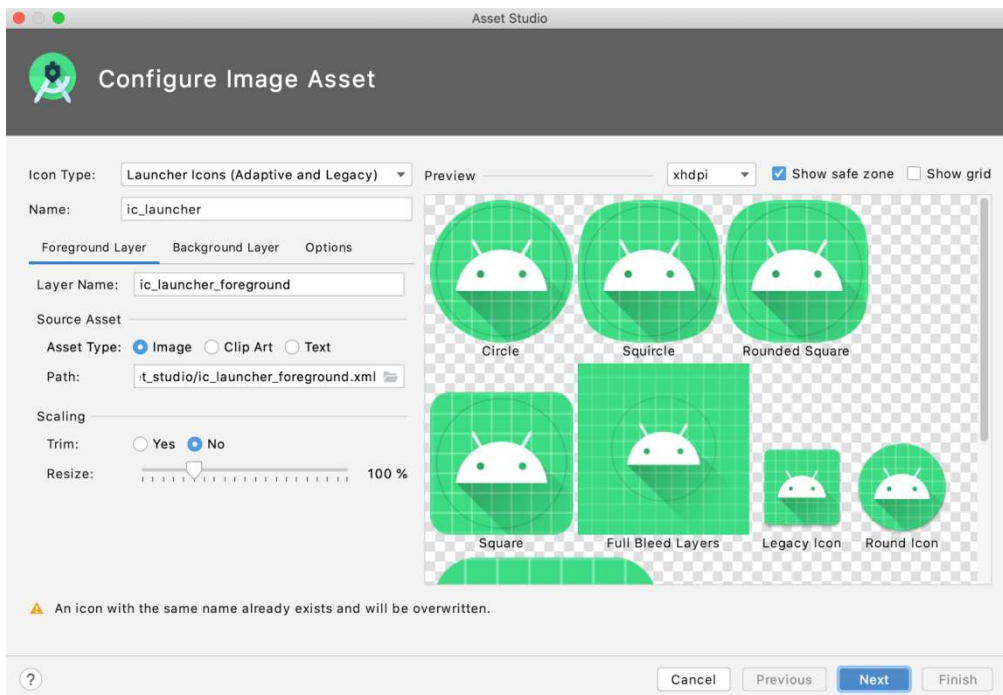 Asset Studio
Configure Image Asset
Icon Type: Launcher Icons (Adaptive and Legacy)
Name: ic_launcher
Foreground Layer Background Layer Options
Layer Name: ic_launcher_foreground
Source Asset
Asset Type: Image Clip Art Text
Path: t_studio/ic_launcher_foreground.xml
Scaling
Trim: Yes No
Resize: 100 %
Preview xhdpi Show safe zone Show grid
Circle Squircle Rounded Square
Square Full Bleed Layers Legacy Icon Round Icon
An icon with the same name already exists and will be overwritten.
? Cancel Previous Next Finish